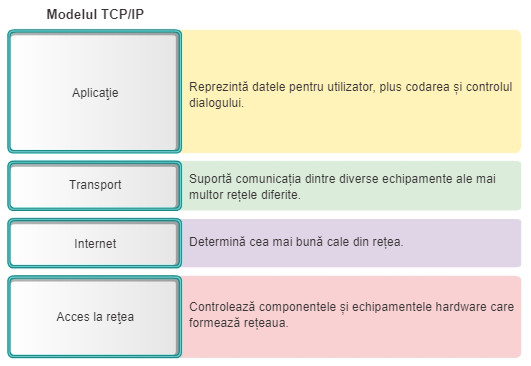 Modelul TCP/IP
Aplicație
Reprezintă datele pentru utilizator, plus codarea și controlul
dialogului.
Transport
Suportă comunicația dintre diverse echipamente ale mai
multor rețele diferite.
Internet
Determină cea mai bună cale din rețea.
Acces la rețea
Controlează componentele și echipamentele hardware care
formează rețeaua.